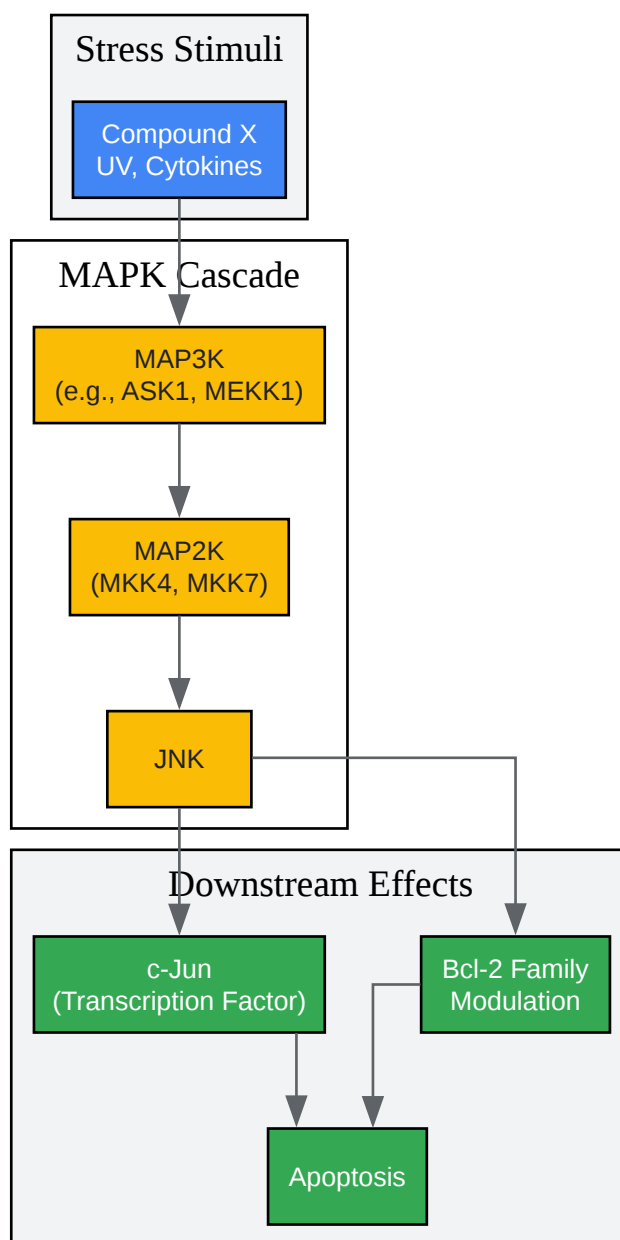 Stress Stimuli
Compound X
UV, Cytokines
MAPK Cascade
MAP3K
(e.g., ASK1, MEKK1)
MAP2K
(MKK4, MKK7)
JNK
Downstream Effects
c-Jun
(Transcription Factor)
Bcl-2 Family
Modulation
Apoptosis